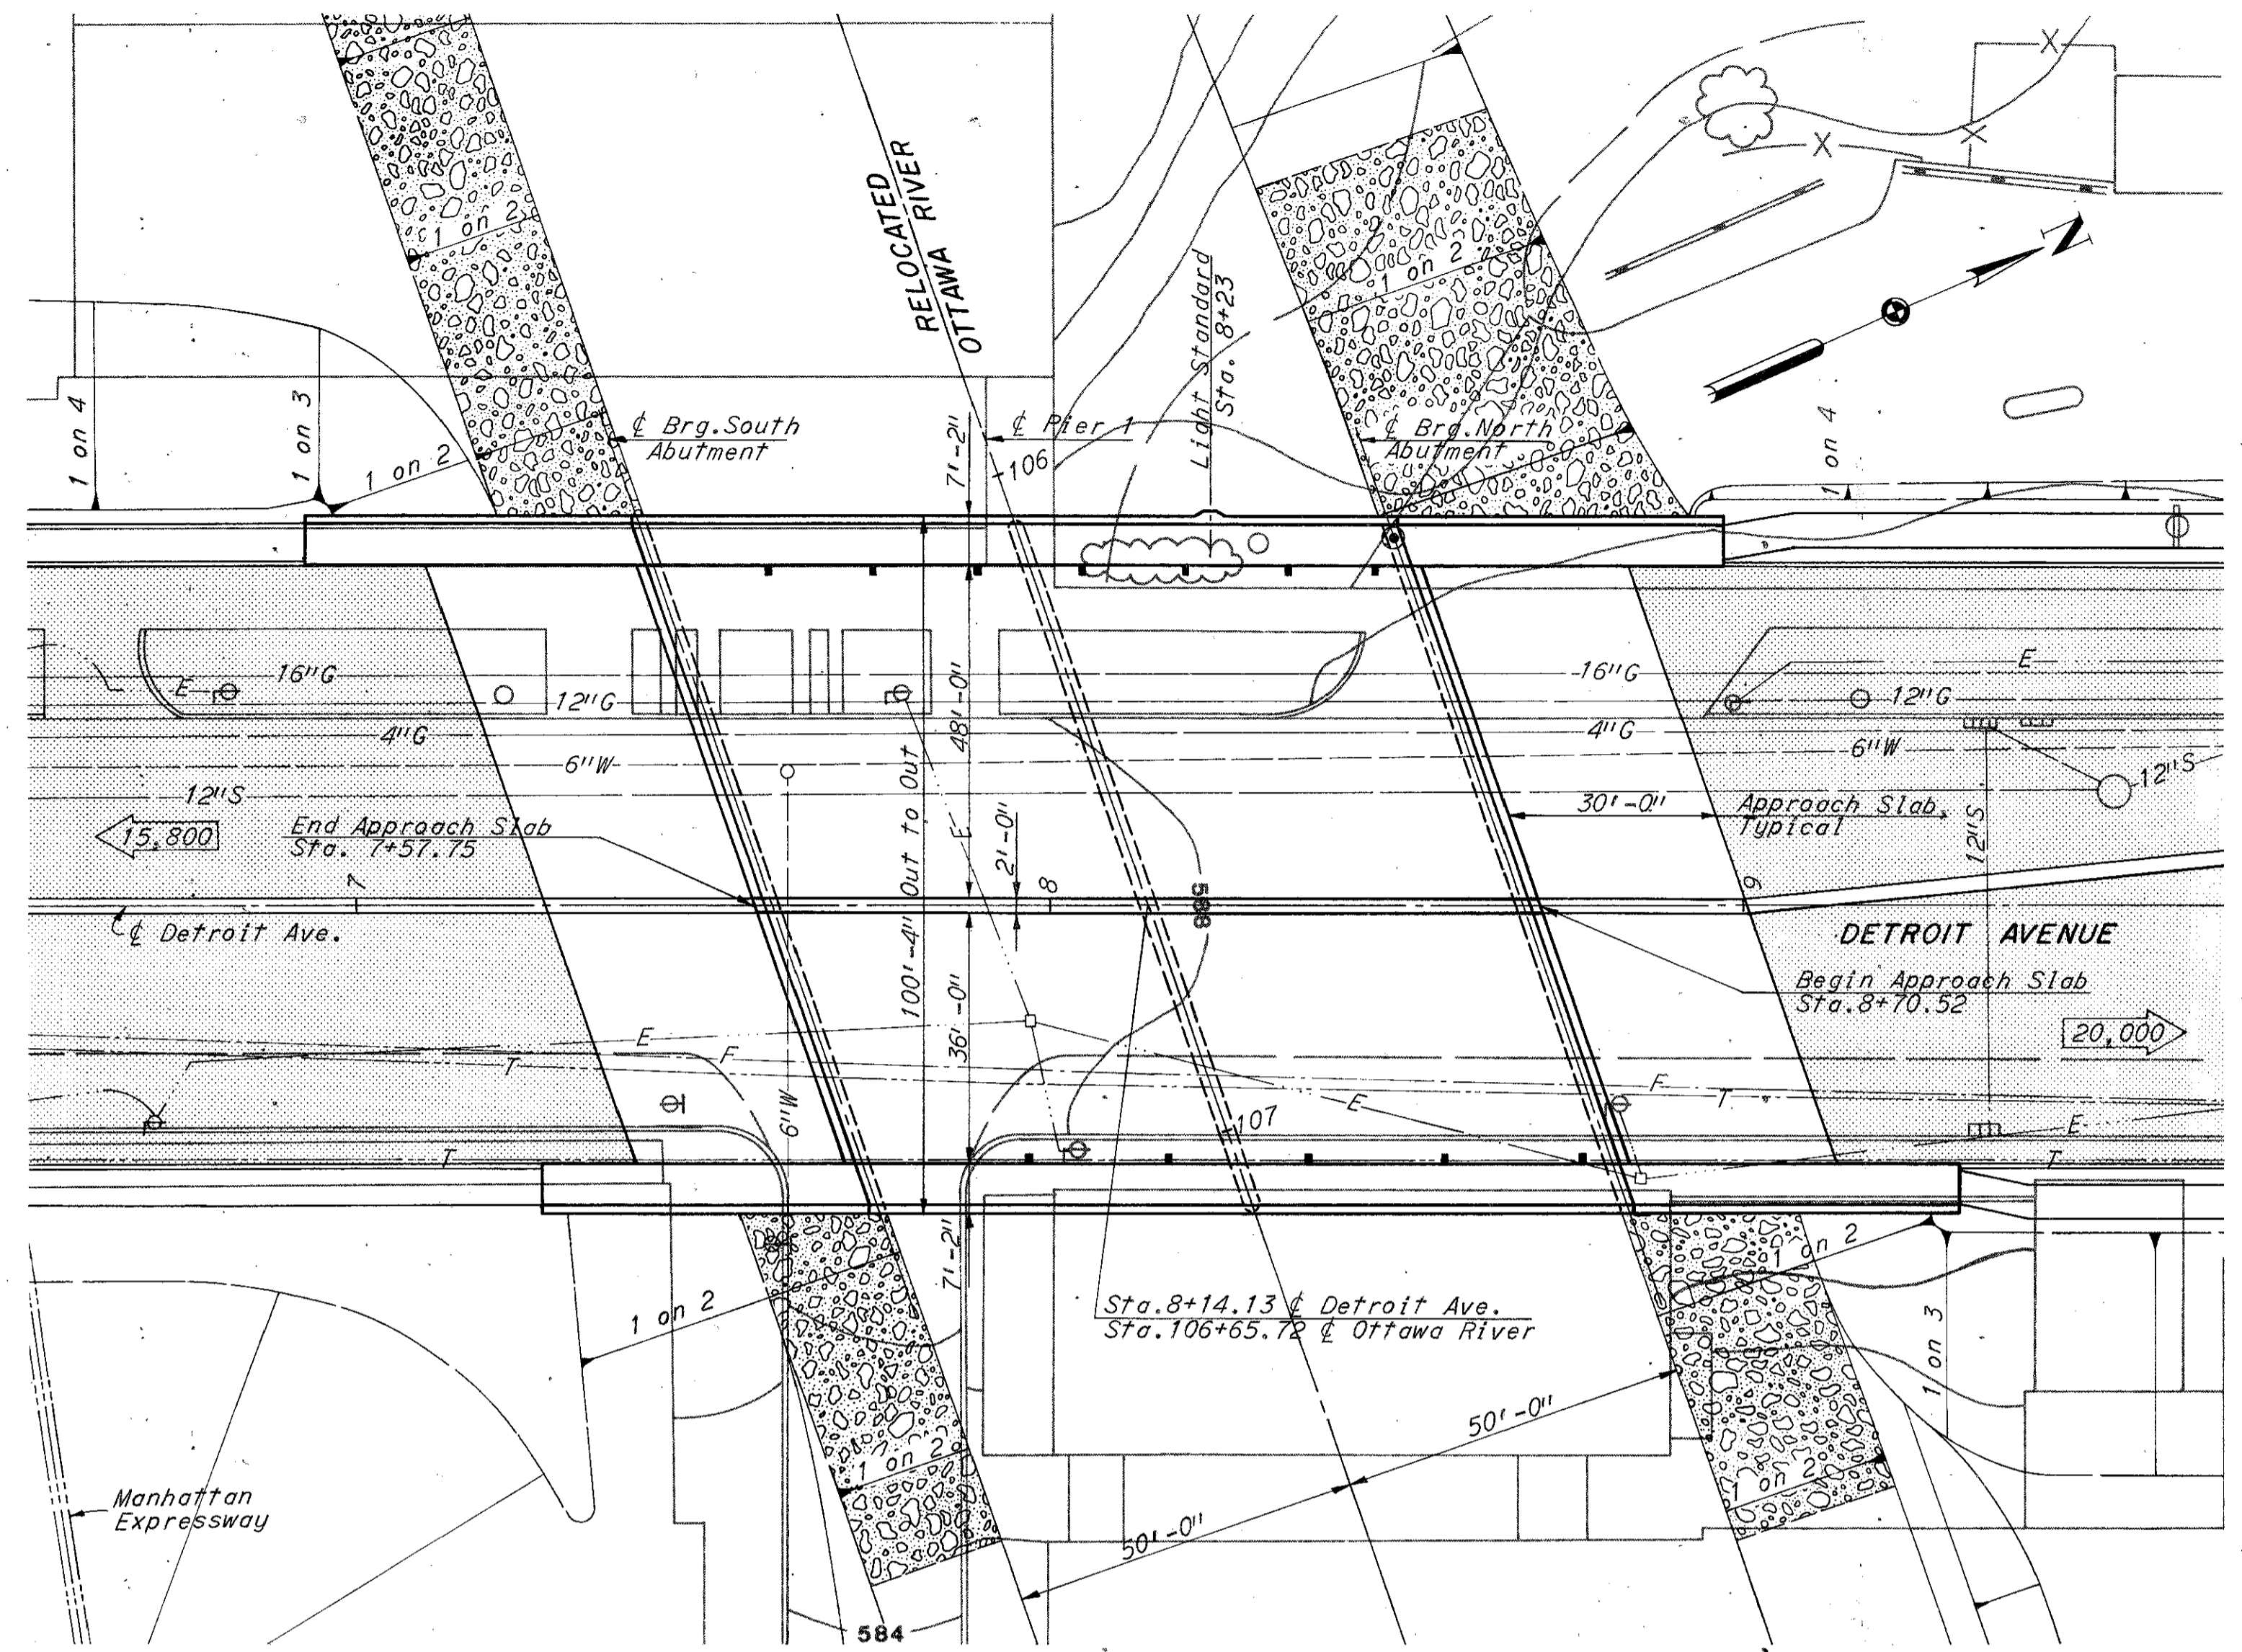 RELOCATED
OTTAWA RIVER
1 on 2
1 on 2
N
Light Standard
Sta. 8+23
1 on 4
1 on 3
1 on 2
℄ Brg.South
Abutment
7'-2"
℄ Pier 1
106
℄ Brg.North
Abutment
1 on 4
16"G
E
12"G
4"G
6"W
12"S
48'-0"
16"G
4"G
E
12"G
6"W
12"S
15,800
End Approach Slab
Sta. 7+57.75
100'-4" Out to Out
E
2'-0"
30'-0"
Approach Slab,
Typical
12"S
7
8
588
9
℄ Detroit Ave.
DETROIT AVENUE
Begin Approach Slab
Sta.8+70.52
20,000
36'-0"
E
F
T
6"W
T
107
E
F
T
E
T
7'-2"
1 on 2
1 on 2
Sta.8+14.13 ℄ Detroit Ave.
Sta.106+65.72 ℄ Ottawa River
1 on 3
50'-0"
1 on 2
1 on 2
50'-0"
Manhattan
Expressway
584